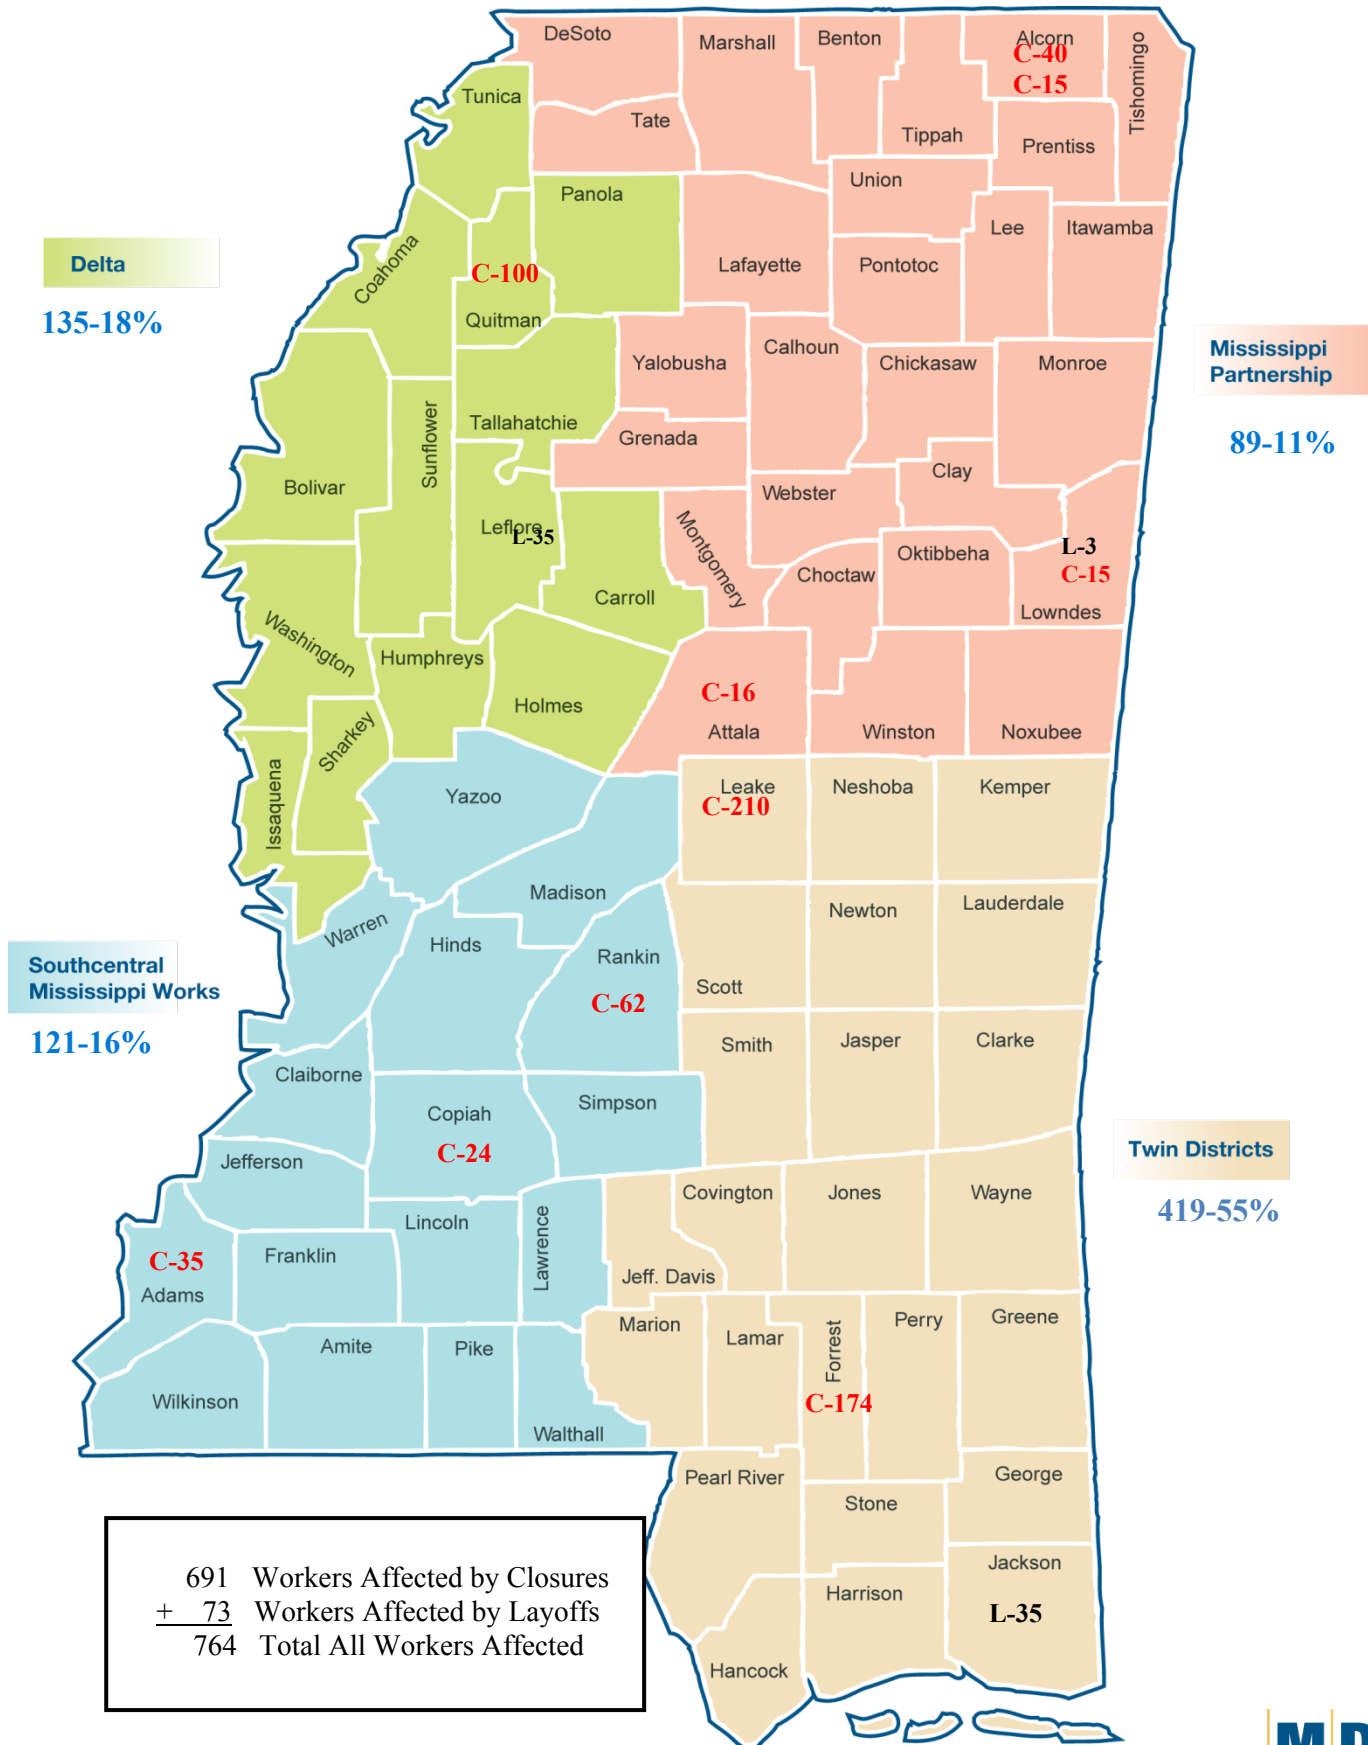 DeSoto
Marshall
Benton
Alcorn
C-40
C-15
Tishomingo
Tunica
Tate
Tippah
Prentiss
Panola
Union
Lee
Itawamba
Coahoma
Lafayette
Pontotoc
C-100
Quitman
Delta
135-18%
Yalobusha
Calhoun
Chickasaw
Monroe
Mississippi
Partnership
89-11%
Sunflower
Tallahatchie
Grenada
Bolivar
Webster
Clay
Leflore
L-35
Montgomery
Choctaw
Oktibbeha
L-3
C-15
Lowndes
Carroll
Washington
Humphreys
Holmes
C-16
Attala
Winston
Noxubee
Sharkey
Issaquena
Yazoo
Leake
C-210
Neshoba
Kemper
Madison
Warren
Hinds
Rankin
C-62
Newton
Lauderdale
Scott
Southcentral
Mississippi Works
121-16%
Smith
Jasper
Clarke
Claiborne
Copiah
C-24
Simpson
Jefferson
Twin Districts
419-55%
Covington
Jones
Wayne
Lincoln
Lawrence
C-35
Adams
Franklin
Jeff. Davis
Marion
Lamar
Forrest
C-174
Perry
Greene
Amite
Pike
Wilkinson
Walthall
Pearl River
George
Stone
Jackson
L-35
Harrison
Hancock
691 Workers Affected by Closures
+ 73 Workers Affected by Layoffs
764 Total All Workers Affected